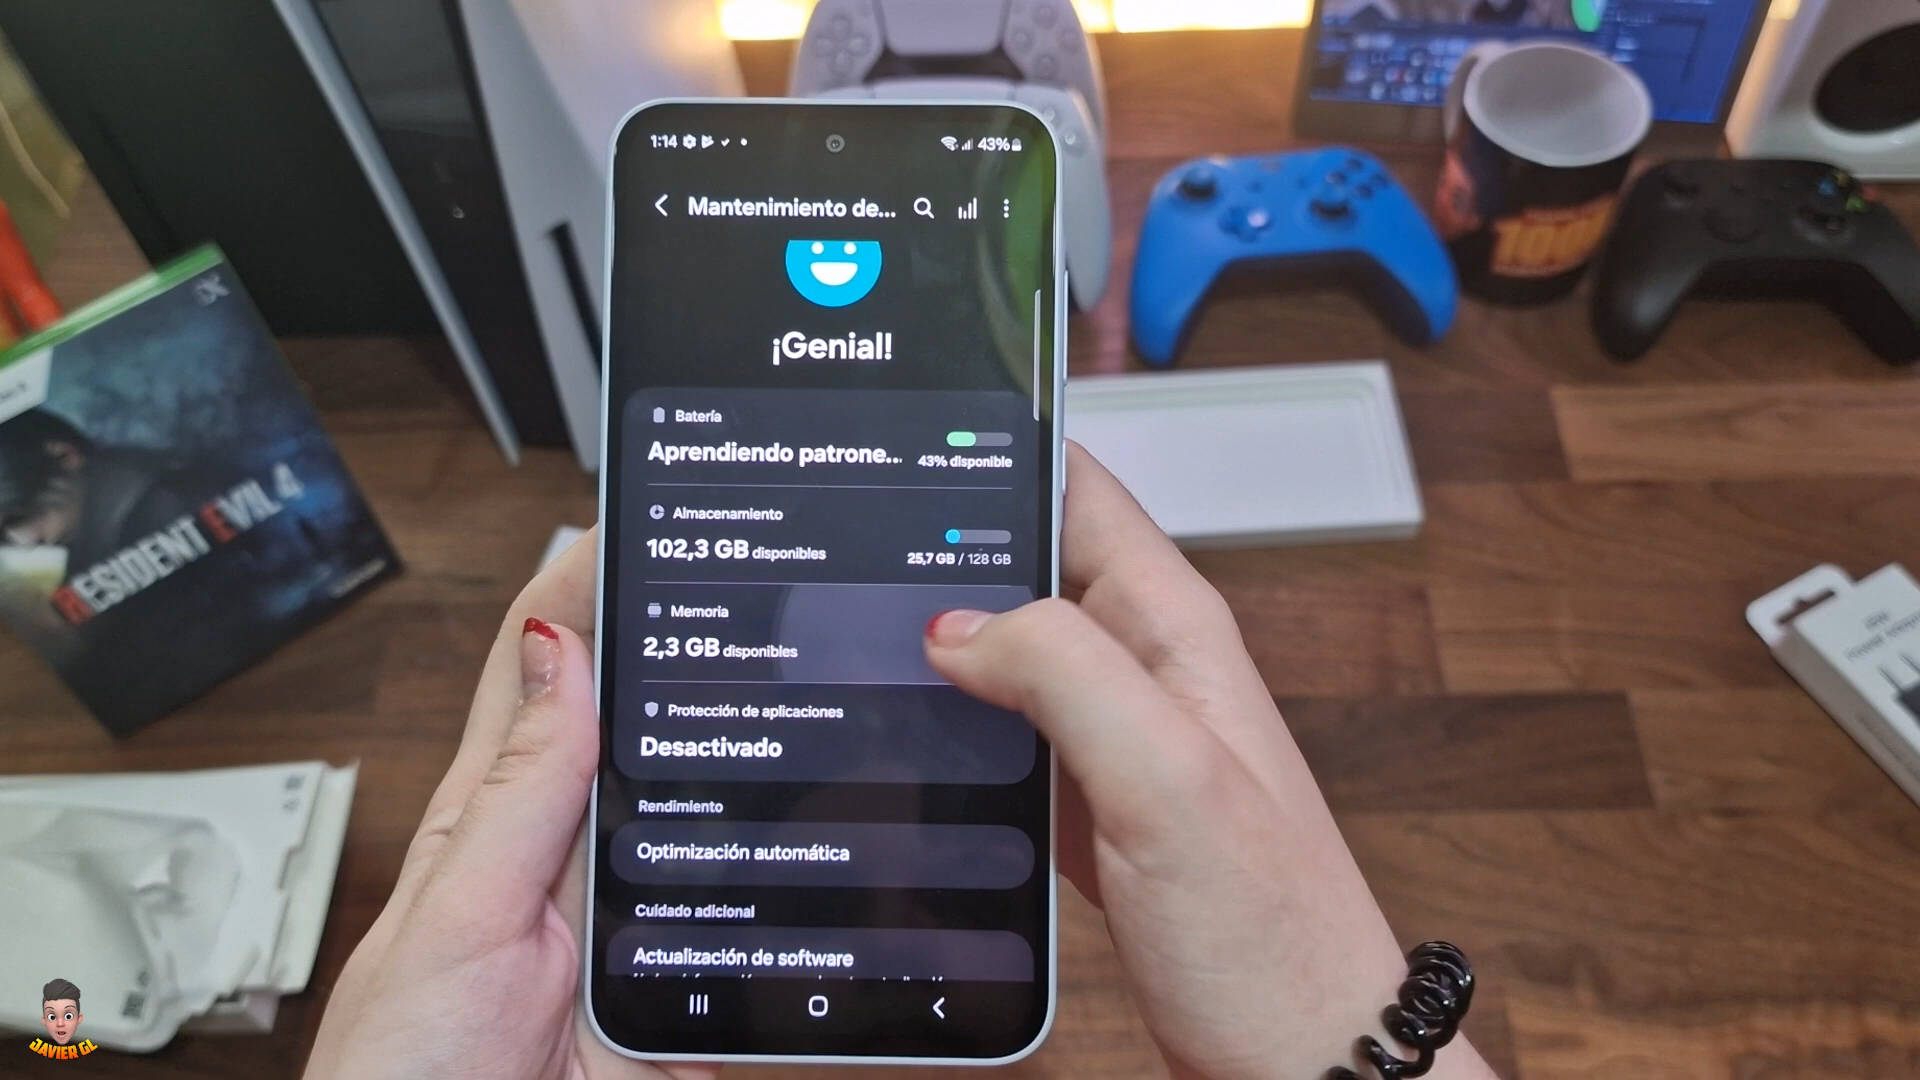 1:14
43%
Mantenimiento de...
¡Genial!
Batería
Aprendiendo patrone...
43% disponible
Almacenamiento
102,3 GB disponibles
25,7 GB / 128 GB
Memoria
2,3 GB disponibles
Protección de aplicaciones
Desactivado
Rendimiento
Optimización automática
Cuidado adicional
Actualización de software
RESIDENT EVIL 4
100
JAVIER GL